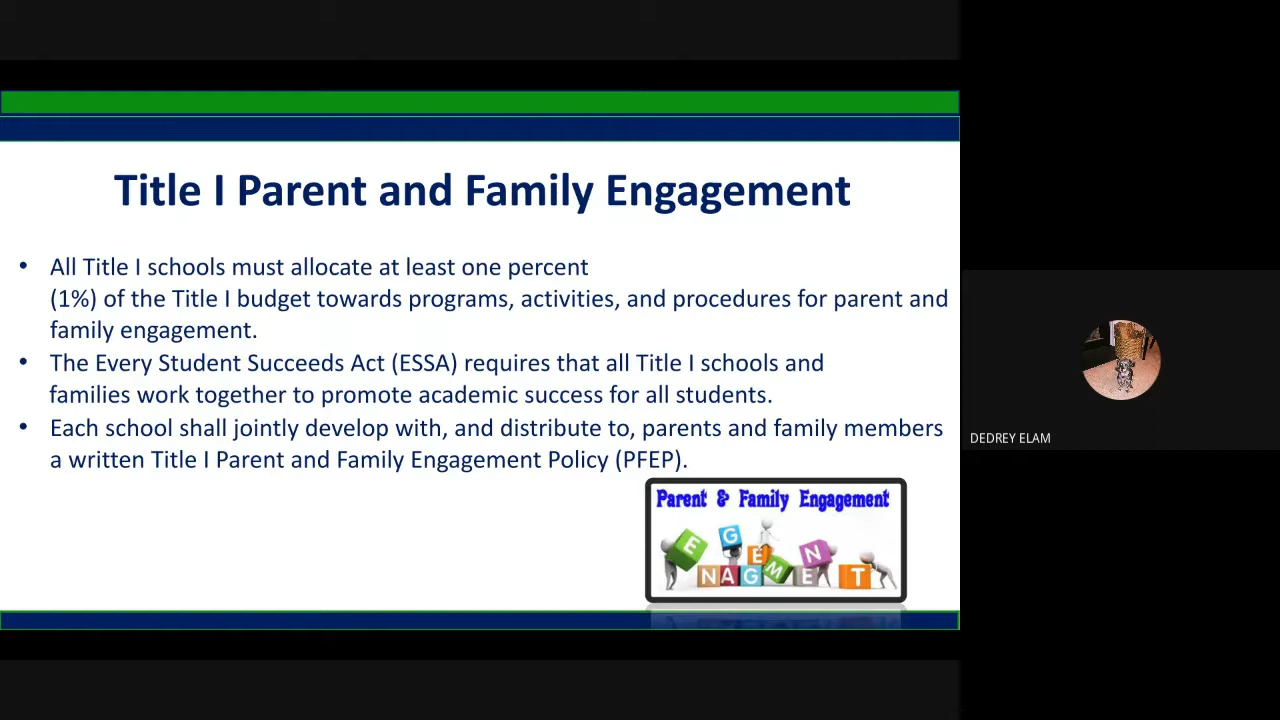 Title I Parent and Family Engagement
• All Title I schools must allocate at least one percent
(1%) of the Title I budget towards programs, activities, and procedures for parent and
family engagement.
• The Every Student Succeeds Act (ESSA) requires that all Title I schools and
families work together to promote academic success for all students.
• Each school shall jointly develop with, and distribute to, parents and family members
a written Title I Parent and Family Engagement Policy (PFEP).
Parent & Family Engagement
E G E N
N A G M E T
DEDREY ELAM